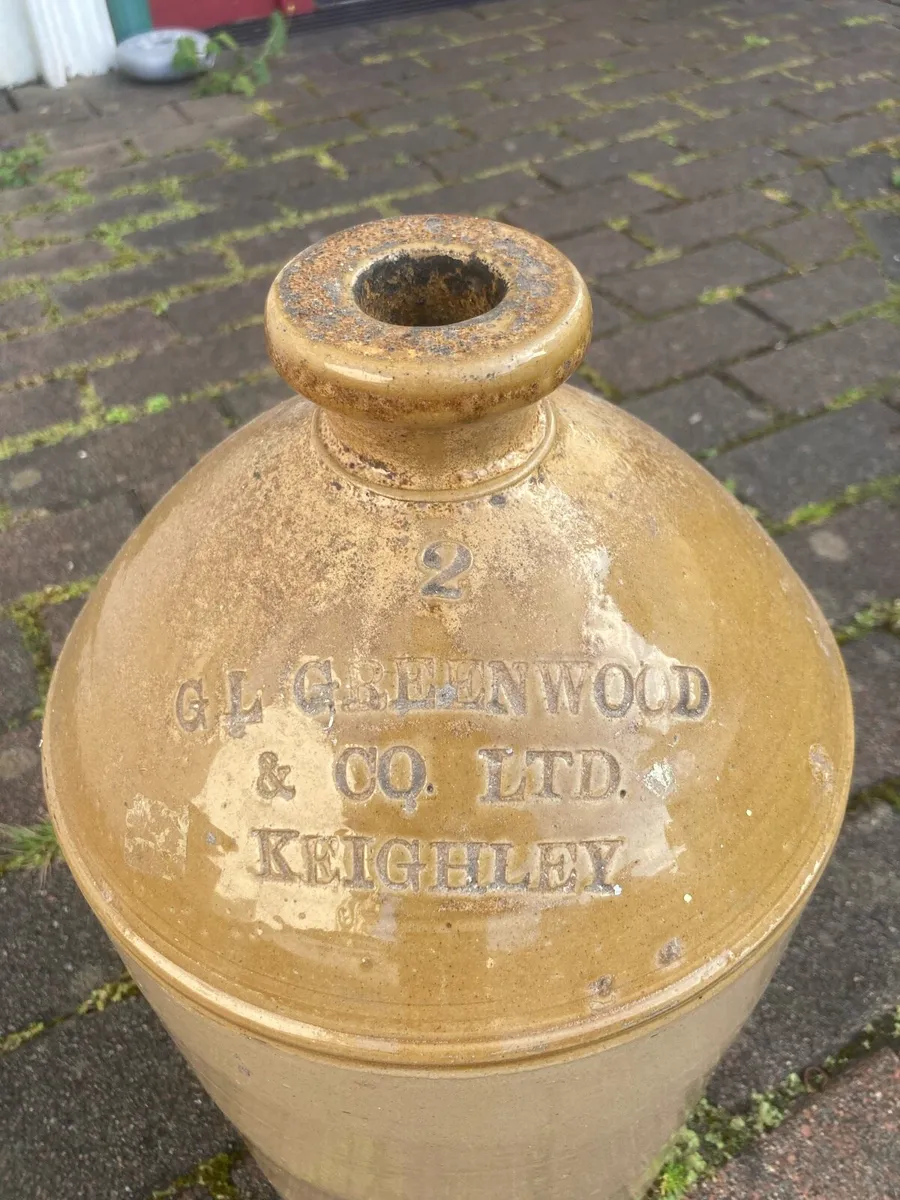 2
G L GREENWOOD
& CO. LTD.
KEIGHLEY